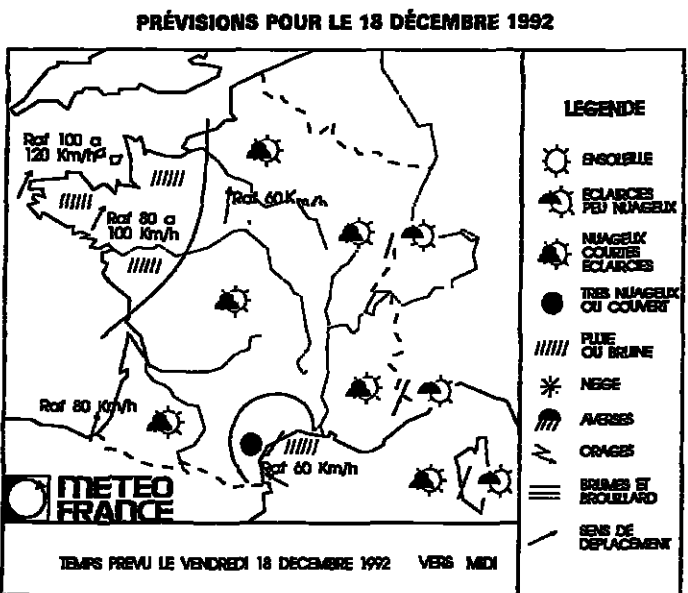 PRÉVISIONS POUR LE 18 DÉCEMBRE 1992
Raf 100 a
120 Km/h
Raf 80 a
100 Km/h
Raf 60 Km/h
Raf 80 Km/h
Raf 60 Km/h
METEO
FRANCE
TEMPS PREVU LE VENDREDI 18 DECEMBRE 1992 VERS MIDI
LEGENDE
ENSOLEILLE
ECLAIRCIES
PEU NUAGEUX
NUAGEUX
COURTES
ECLAIRCIES
TRES NUAGEUX
OU COUVERT
PLUIE
OU BRUINE
NEIGE
AVERSES
ORAGES
BRUMES ET
BROUILLARD
SENS DE
DEPLACEMENT